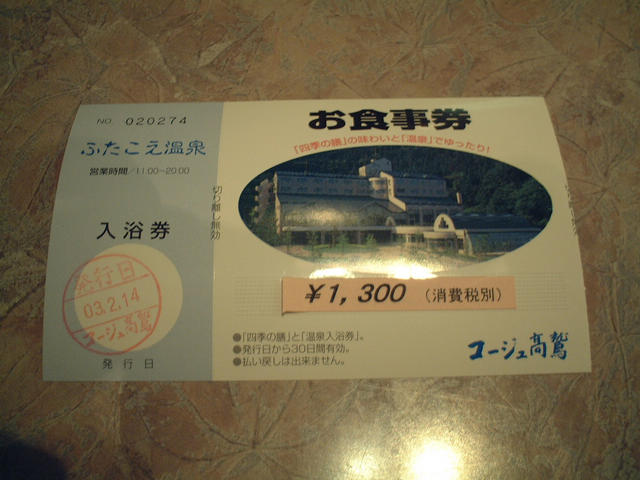 NO. 020274
ふたこえ温泉
営業時間/11:00~20:00
入浴券
発行日
03.2.14
コージュ高鷲
発行日
切り離し無効
お食事券
「四季の膳」の味わいと「温泉」でゆったり!
¥1,300 (消費税別)
●「四季の膳」と「温泉入浴券」。
●発行日から30日間有効。
●払い戻しは出来ません。
コージュ高鷲